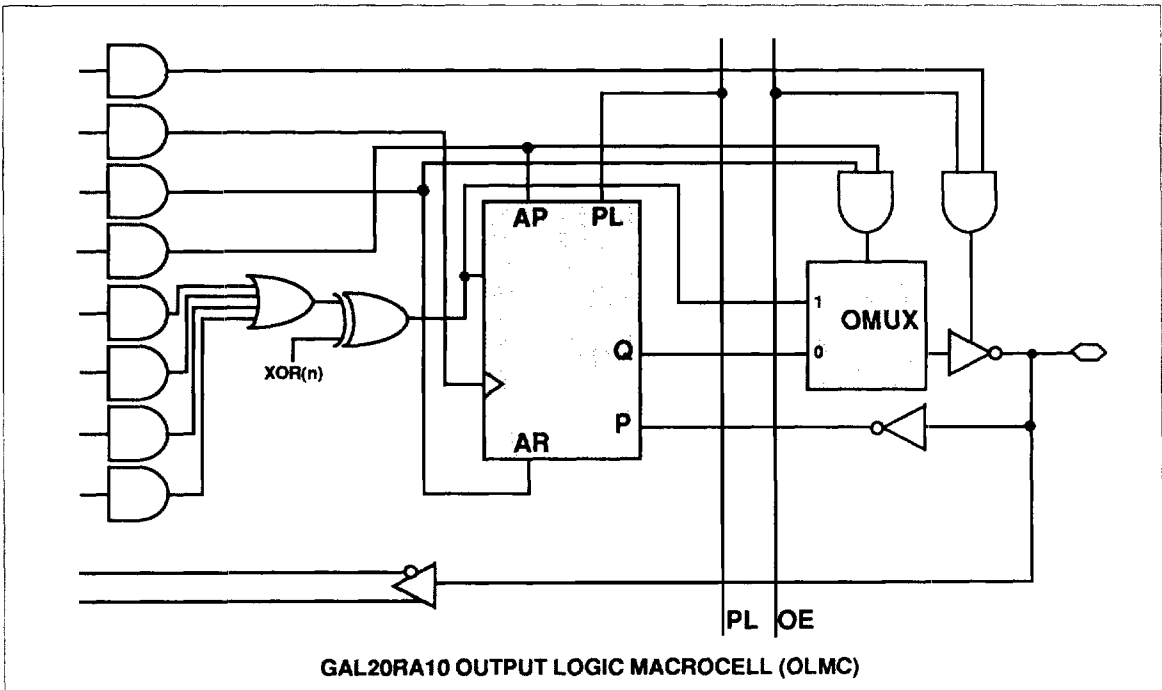 AP PL
1
OMUX
Q 0
XOR(n)
P
AR
PL OE
GAL20RA10 OUTPUT LOGIC MACROCELL (OLMC)